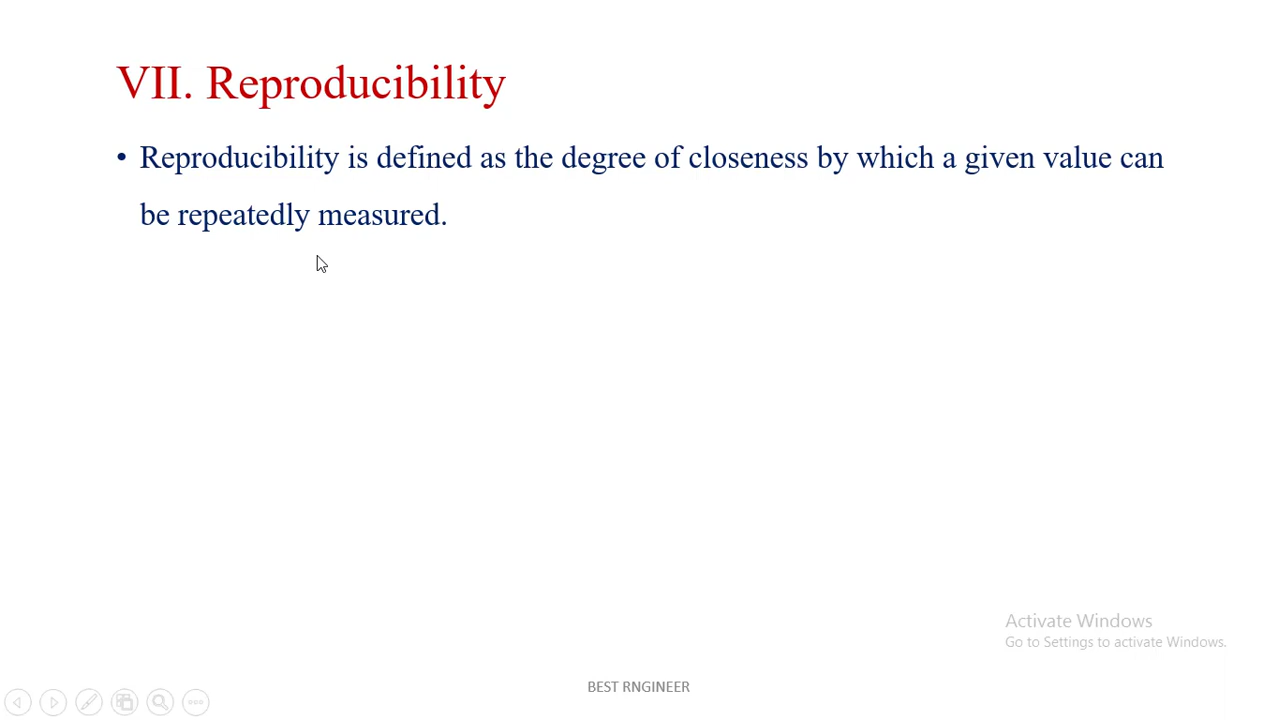 VII. Reproducibility
• Reproducibility is defined as the degree of closeness by which a given value can
be repeatedly measured.
Activate Windows
Go to Settings to activate Windows.
BEST RNGINEER